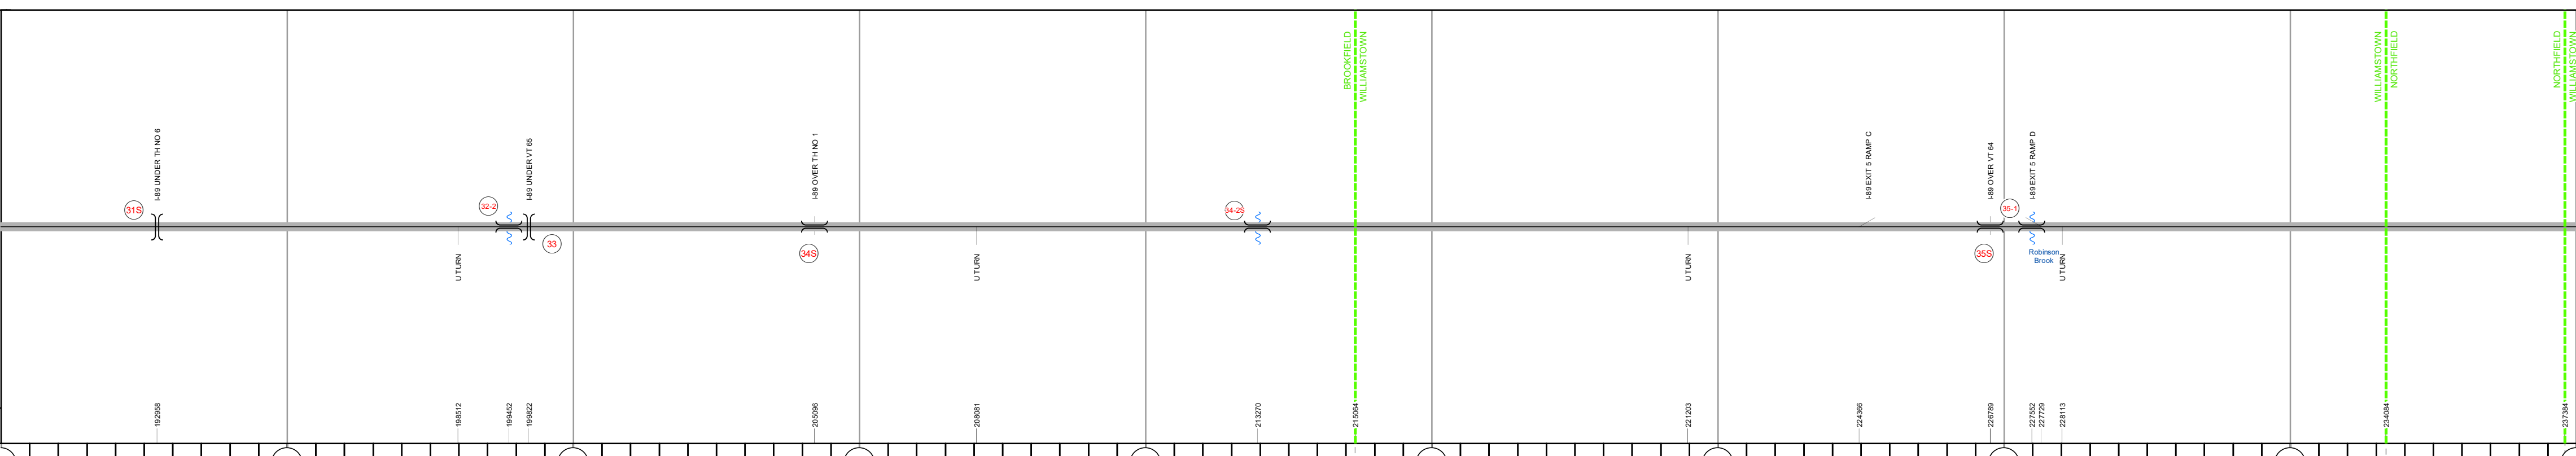 BROOKFIELD
WILLIAMSTOWN
WILLIAMSTOWN
NORTHFIELD
NORTHFIELD
WILLIAMSTOWN
I-89 UNDER TH NO 6
I-89 UNDER VT 65
I-89 OVER TH NO 1
I-89 EXIT 5 RAMP C
I-89 OVER VT 64
I-89 EXIT 5 RAMP D
31S
32-2
33
34S
34-2S
35S
35-1
U TURN
U TURN
U TURN
Robinson
Brook
U TURN
192958
198512
199452
199822
205096
208081
213270
215064
221203
224366
226789
227552
227729
228113
234084
237384